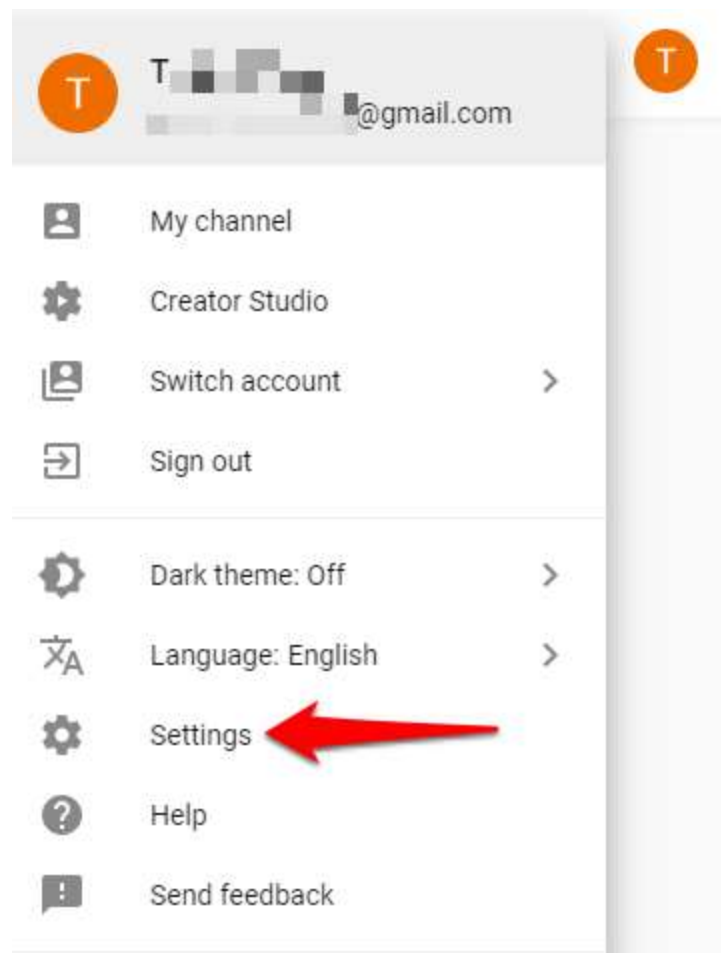 T
T
@gmail.com
My channel
Creator Studio
Switch account
Sign out
Dark theme: Off
Language: English
Settings
Help
Send feedback